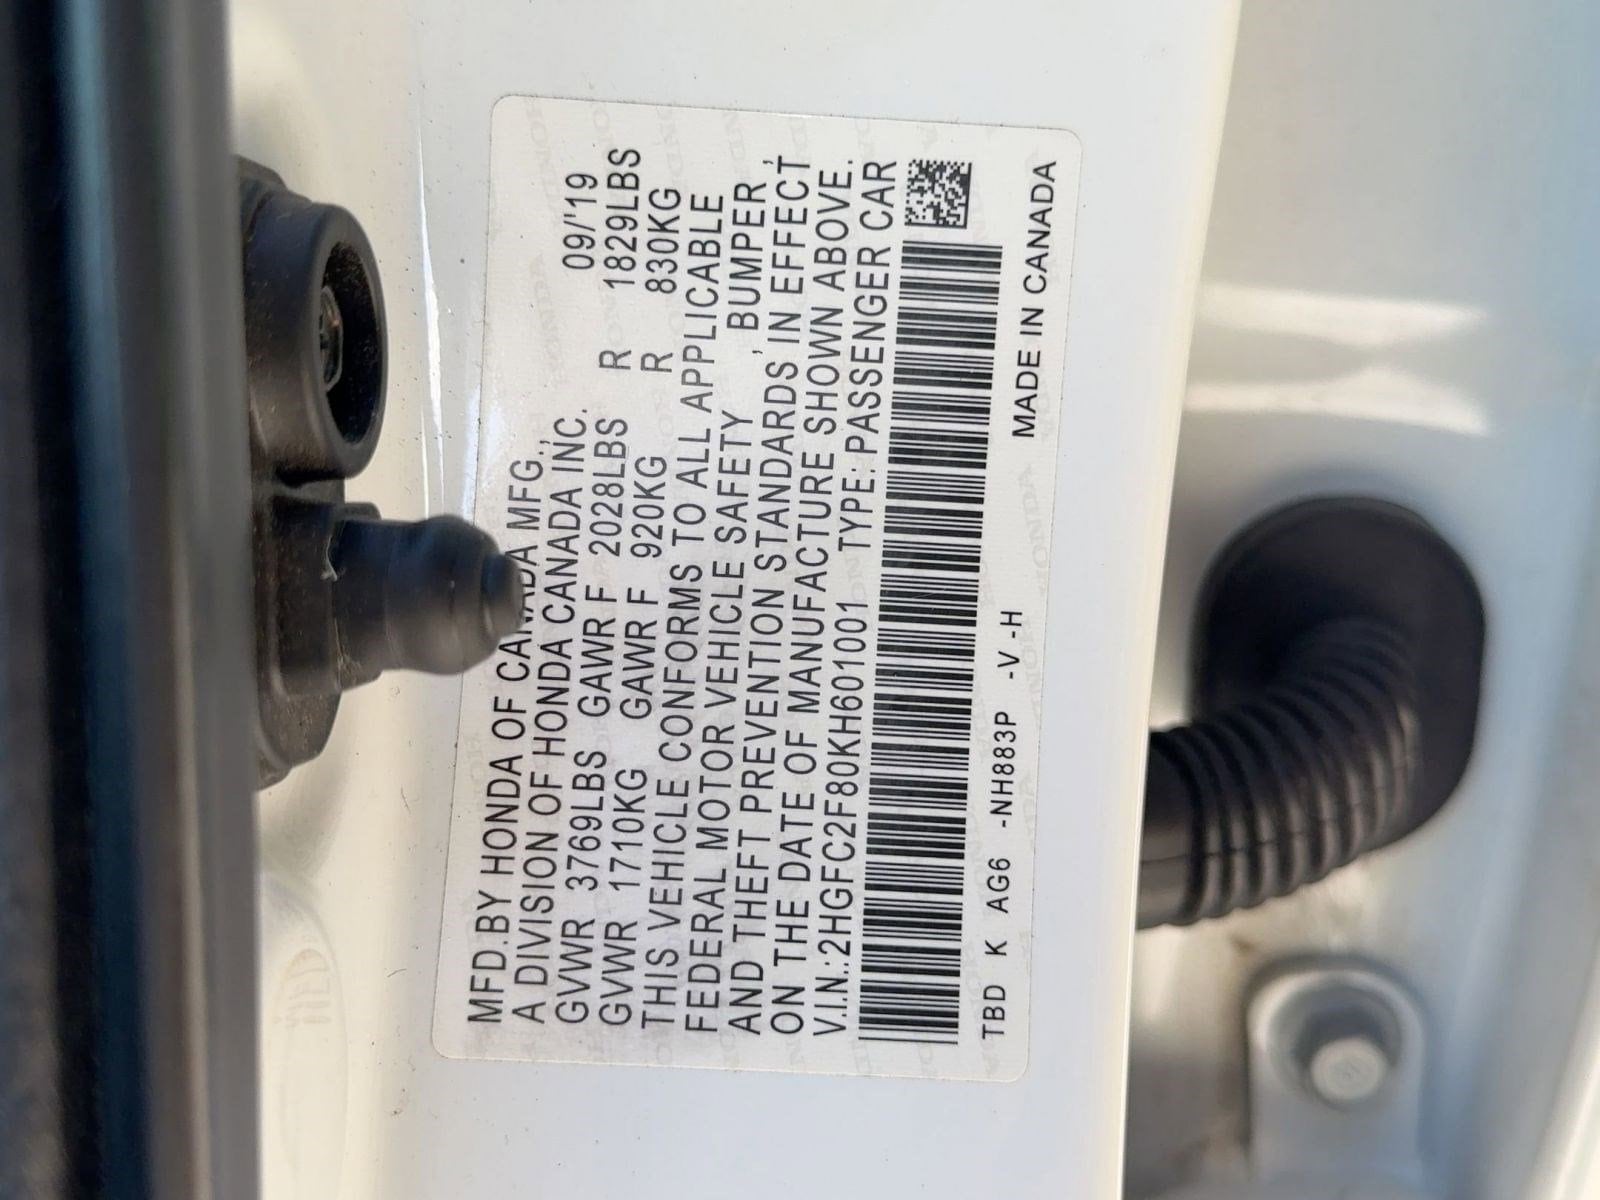 MFD.BY HONDA OF CANADA MFG.,
A DIVISION OF HONDA CANADA INC. 09/'19
GVWR 3769LBS GAWR F 2028LBS R 1829LBS
GVWR 1710KG GAWR F 920KG R 830KG
THIS VEHICLE CONFORMS TO ALL APPLICABLE
FEDERAL MOTOR VEHICLE SAFETY , BUMPER ,
AND THEFT PREVENTION STANDARDS IN EFFECT
ON THE DATE OF MANUFACTURE SHOWN ABOVE.
V.I.N.:2HGFC2F80KH601001 TYPE: PASSENGER CAR
TBD K AG6 -NH883P -V -H MADE IN CANADA